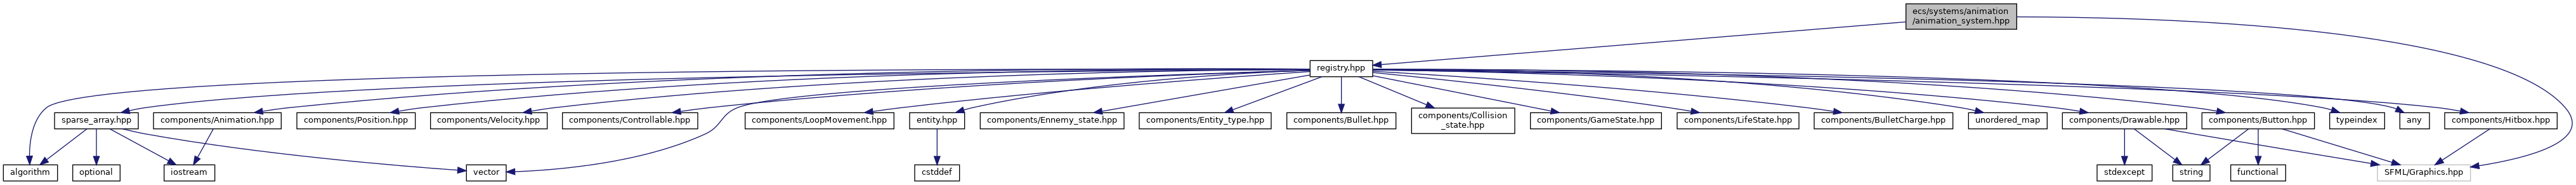 ecs/systems/animation
/animation_system.hpp
registry.hpp
sparse_array.hpp
components/Animation.hpp
components/Position.hpp
components/Velocity.hpp
components/Controllable.hpp
components/LoopMovement.hpp
entity.hpp
components/Ennemy_state.hpp
components/Entity_type.hpp
components/Bullet.hpp
components/Collision
_state.hpp
components/GameState.hpp
components/LifeState.hpp
components/BulletCharge.hpp
unordered_map
components/Drawable.hpp
components/Button.hpp
typeindex
any
components/Hitbox.hpp
algorithm
optional
iostream
vector
cstddef
stdexcept
string
functional
SFML/Graphics.hpp